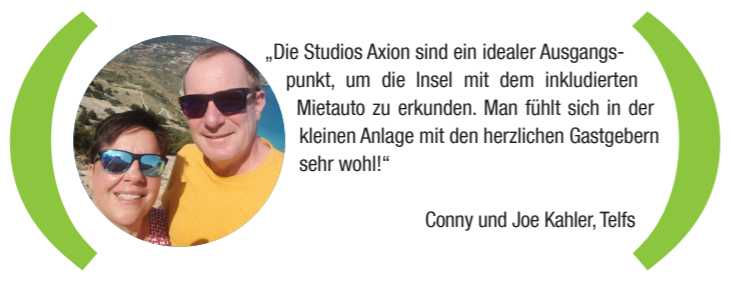 „Die Studios Axion sind ein idealer Ausgangs-
punkt, um die Insel mit dem inkludierten
Mietauto zu erkunden. Man fühlt sich in der
kleinen Anlage mit den herzlichen Gastgebern
sehr wohl!“
Conny und Joe Kahler, Telfs